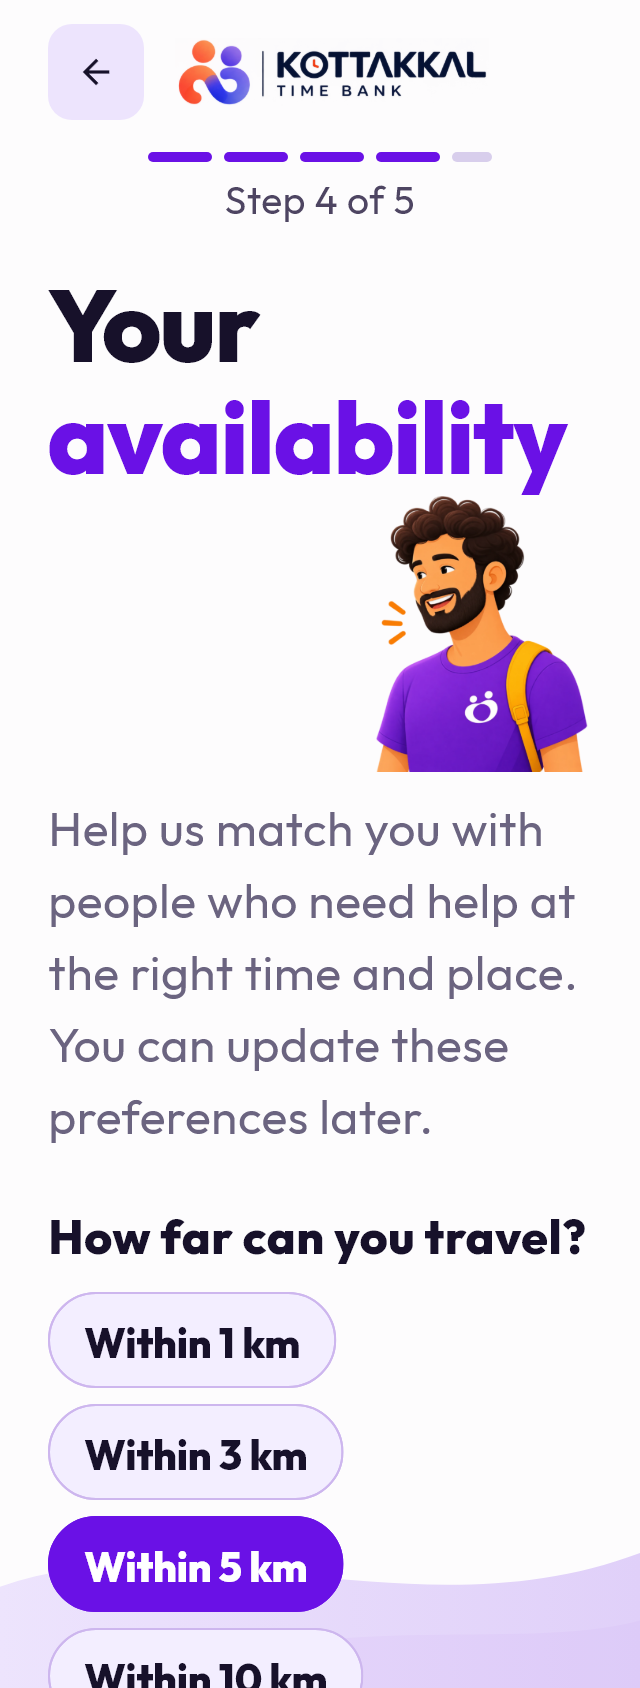 KOTTAKKAL
TIME BANK
Step 4 of 5
Your
availability
Help us match you with
people who need help at
the right time and place.
You can update these
preferences later.
How far can you travel?
Within 1 km
Within 3 km
Within 5 km
Within 10 km